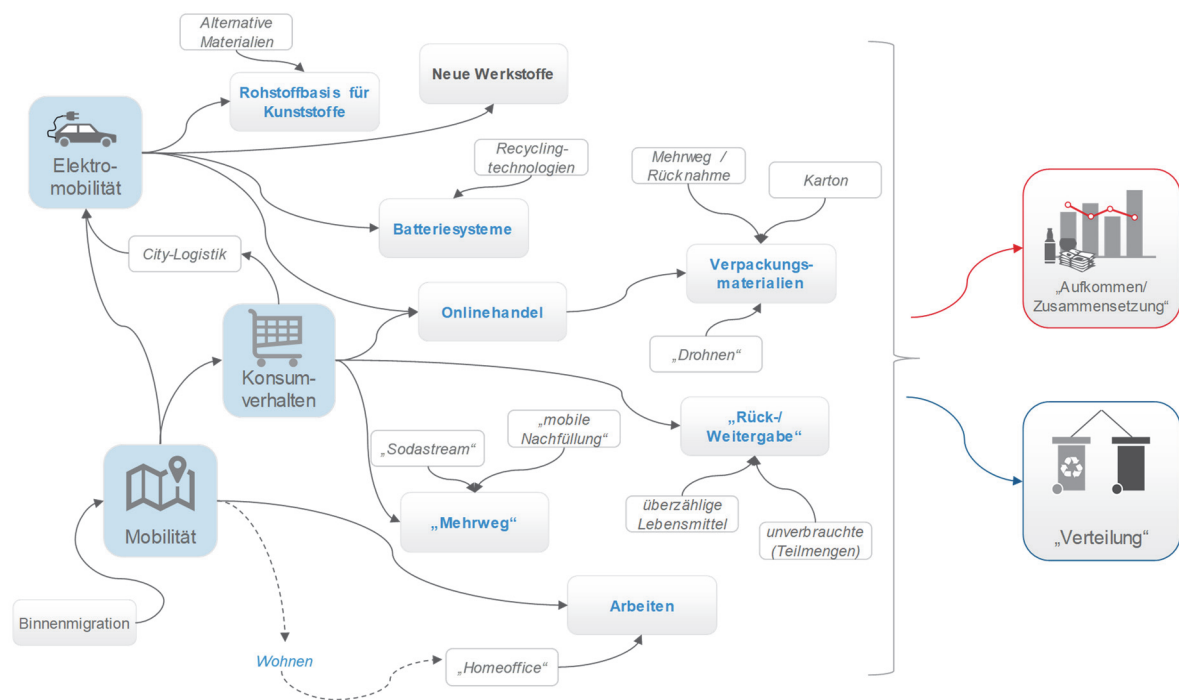 Alternative
Materialien
Rohstoffbasis für
Kunststoffe
Neue Werkstoffe
Elektro-
mobilität
Recycling-
technologien
Batteriesysteme
Mehrweg /
Rücknahme
Karton
City-Logistik
Verpackungs-
materialien
Onlinehandel
„Drohnen“
Konsum-
verhalten
„Aufkommen/
Zusammensetzung“
„Sodastream“
„mobile
Nachfüllung“
„Rück-/
Weitergabe“
„Mehrweg“
überzählige
Lebensmittel
unverbrauchte
(Teilmengen)
Mobilität
„Verteilung“
Binnenmigration
Arbeiten
Wohnen
„Homeoffice“